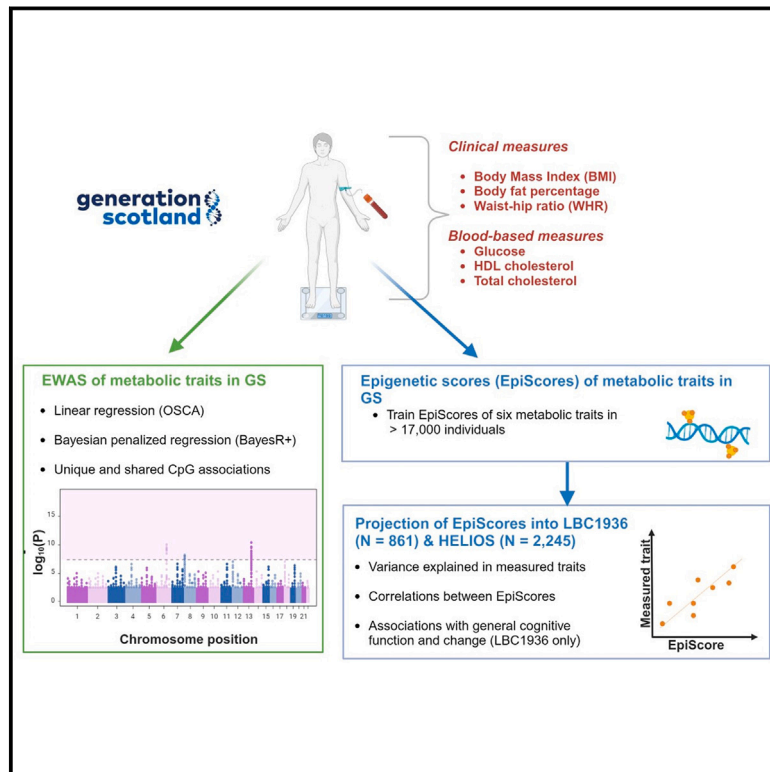 generation
scotland
Clinical measures
• Body Mass Index (BMI)
• Body fat percentage
• Waist-hip ratio (WHR)
Blood-based measures
• Glucose
• HDL cholesterol
• Total cholesterol
EWAS of metabolic traits in GS
• Linear regression (OSCA)
• Bayesian penalized regression (BayesR+)
• Unique and shared CpG associations
log10(P)
15
10
5
0
1 2 3 4 5 6 7 8 9 10 11 12 13 15 17 19 21
Chromosome position
Epigenetic scores (EpiScores) of metabolic traits in
GS
• Train EpiScores of six metabolic traits in
> 17,000 individuals
Projection of EpiScores into LBC1936
(N = 861) & HELIOS (N = 2,245)
• Variance explained in measured
traits
• Correlations between EpiScores
• Associations with general cognitive
function and change (LBC1936
only)
Measured trait
EpiScore